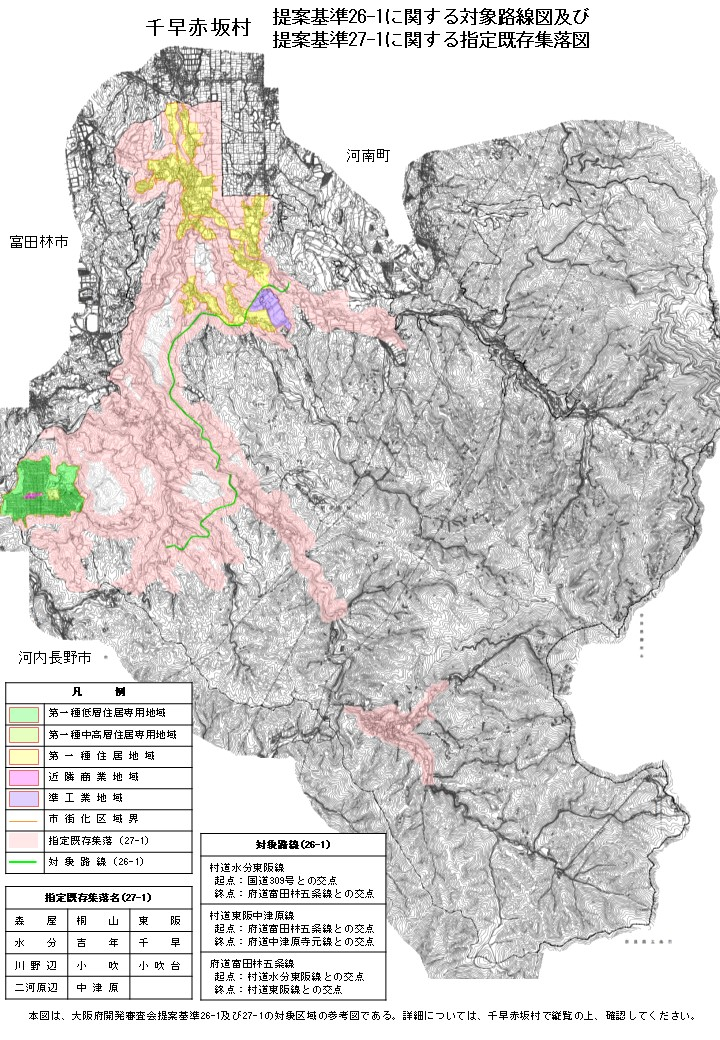 千早赤坂村
提案基準26-1に関する対象路線図及び
提案基準27-1に関する指定既存集落図
河南町
富田林市
河内長野市
凡 例
第一種低層住居専用地域
第一種中高層住居専用地域
第一種住居地域
近隣商業地域
準工業地域
市街化区域界
指定既存集落（27-1）
対象路線（26-1）
対象路線(26-1)
村道水分東阪線
起点：国道309号との交点
終点：府道富田林五条線との交点
村道東阪中津原線
起点：府道富田林五条線との交点
終点：府道中津原寺元線との交点
府道富田林五条線
起点：村道水分東阪線との交点
終点：村道東阪線との交点
指定既存集落名(27-1)
森屋 桐山 東阪
水分 吉年 千早
川野辺 小吹 小吹台
二河原辺 中津原
本図は、大阪府開発審査会提案基準26-1及び27-1の対象区域の参考図である。詳細については、千早赤坂村で縦覧の上、確認してください。